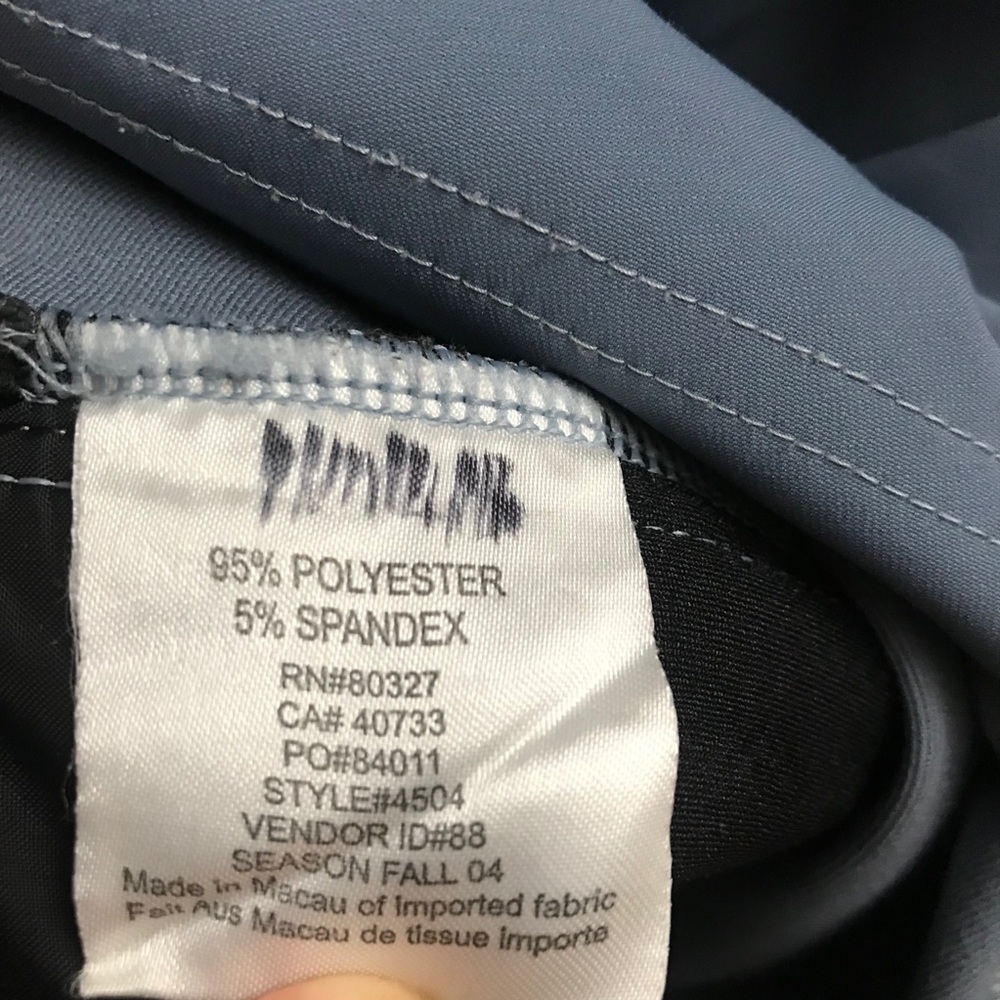 95% POLYESTER
5% SPANDEX
RN#80327
CA# 40733
PO#84011
STYLE#4504
VENDOR ID#88
SEASON FALL 04
Made in Macau of Imported fabric
Fait Aus Macau de tissue Importe